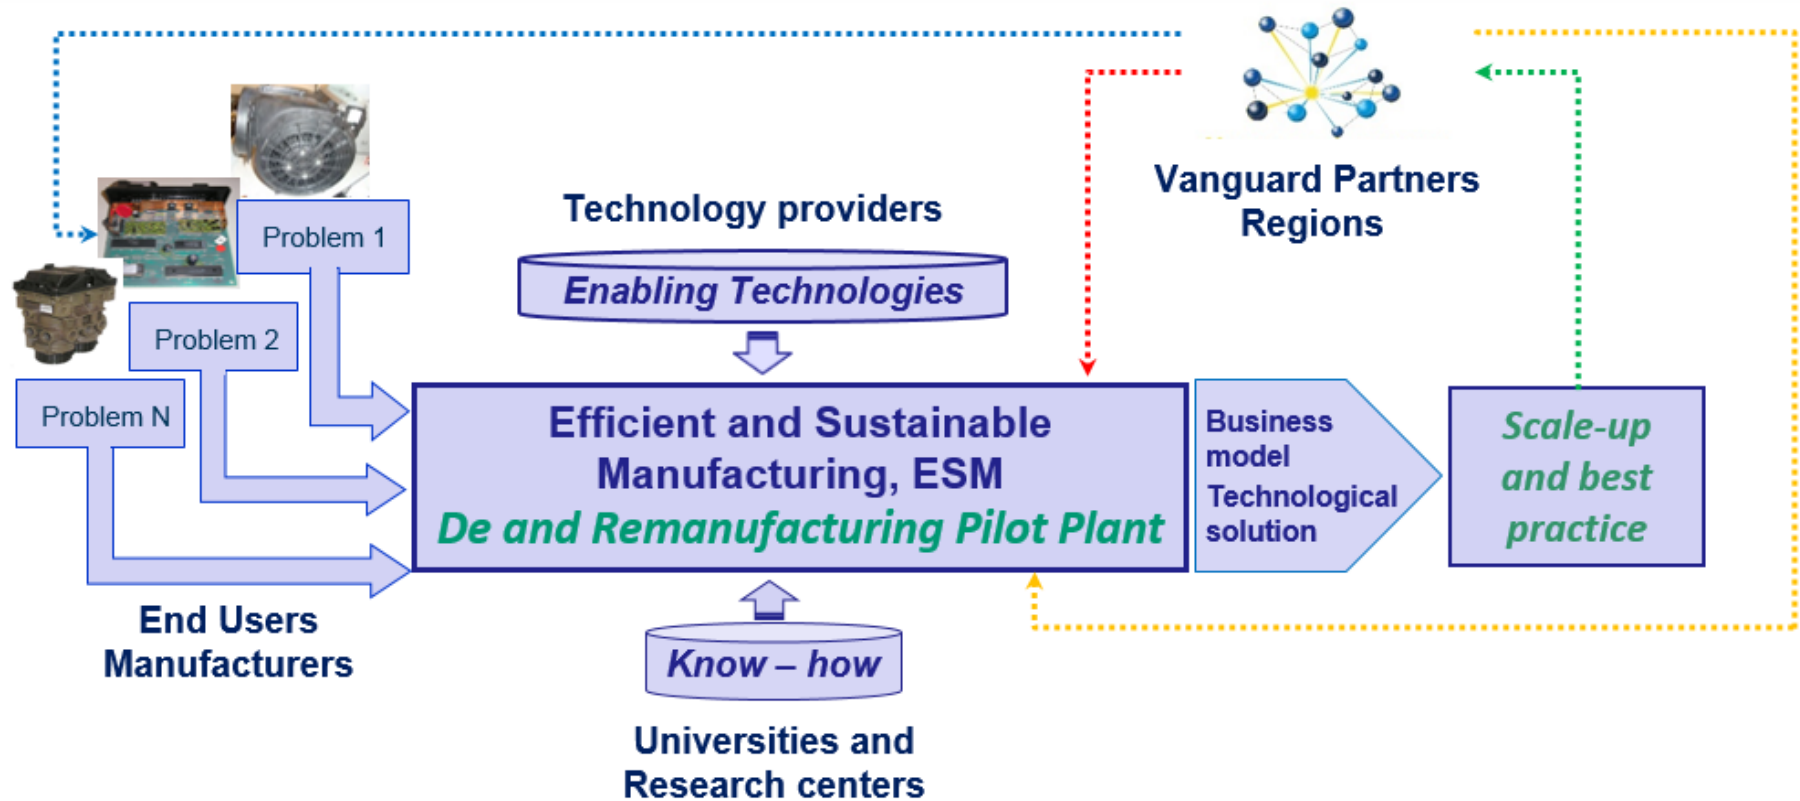 Vanguard Partners
Regions
Technology providers
Enabling Technologies
Problem 1
Problem 2
Problem N
End Users
Manufacturers
Efficient and Sustainable
Manufacturing, ESM
De and Remanufacturing Pilot Plant
Business
model
Technological
solution
Scale-up
and best
practice
Know – how
Universities and
Research centers